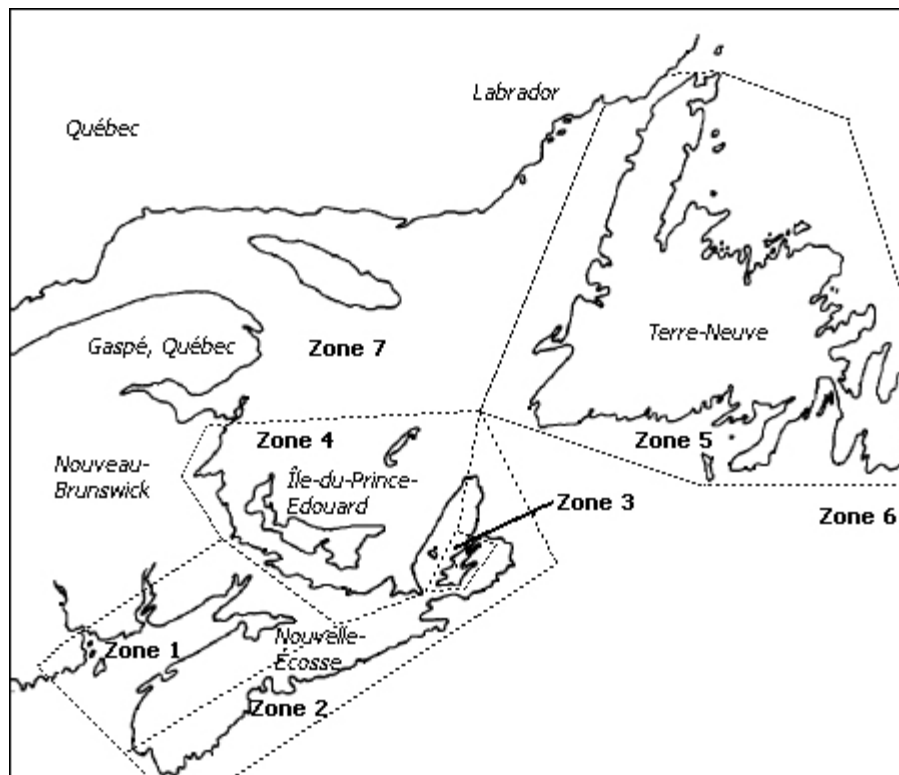 Labrador
Québec
Gaspé, Québec
Zone 7
Terre-Neuve
Zone 4
Zone 5
Nouveau-
Brunswick
Île-du-Prince-
Edouard
Zone 3
Zone 6
Nouvelle-
Écosse
Zone 1
Zone 2